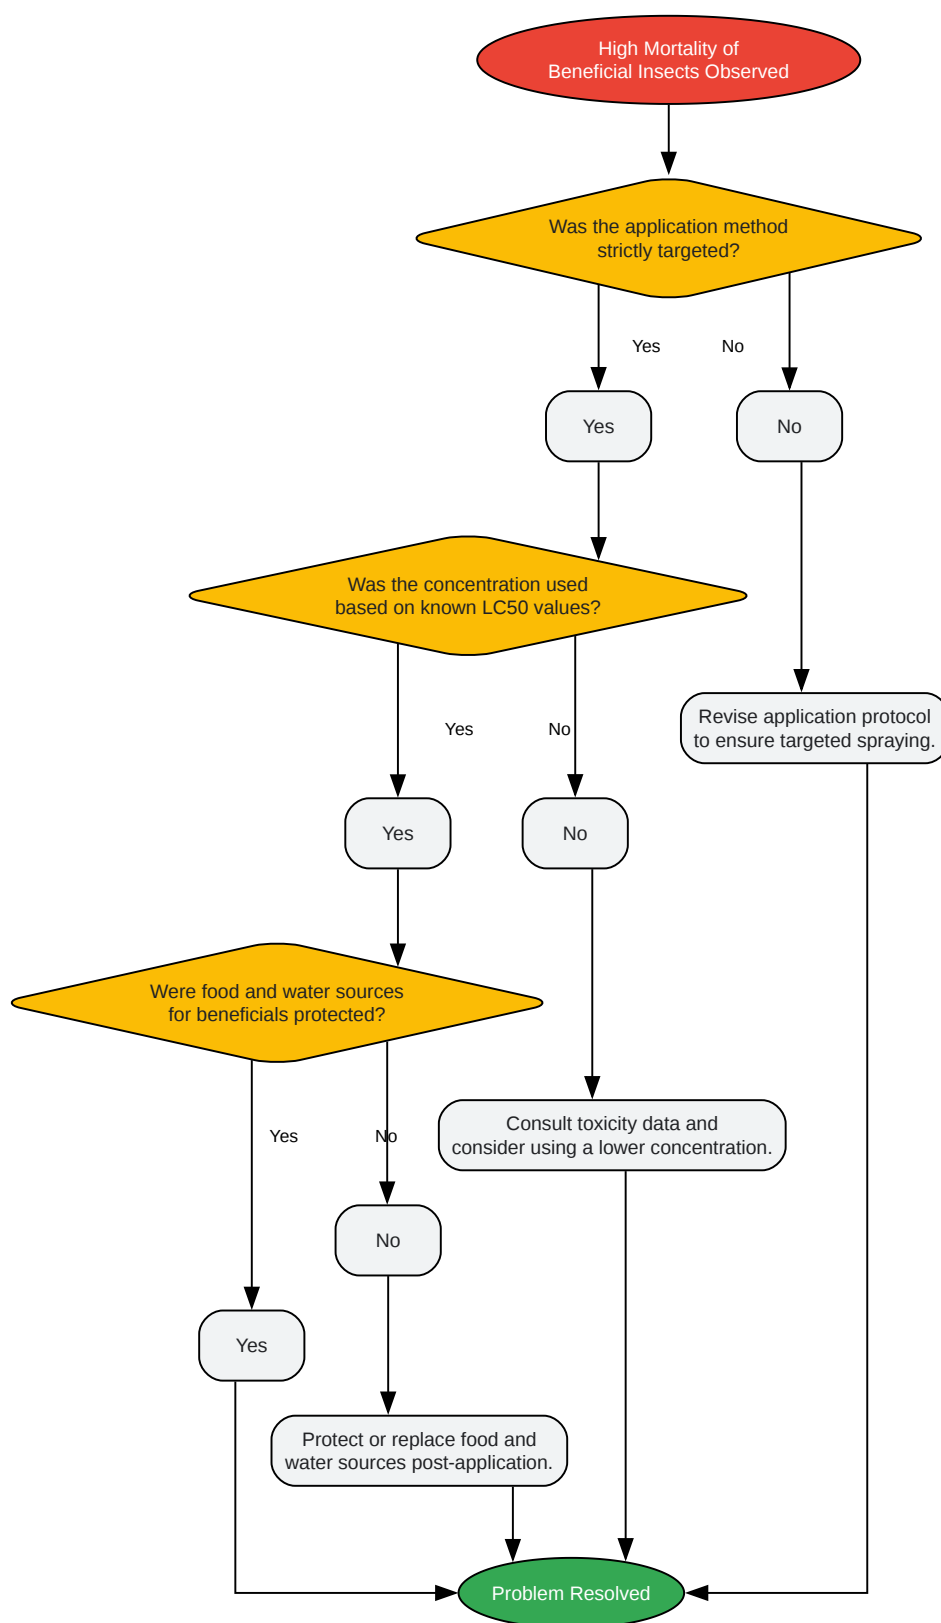 High Mortality of
Beneficial Insects Observed
Was the application method
strictly targeted?
Yes
No
Yes
No
Was the concentration used
based on known LC50 values?
Revise application protocol
to ensure targeted spraying.
Yes
No
Yes
No
Were food and water sources
for beneficials protected?
Consult toxicity data and
consider using a lower concentration.
Yes
No
No
Yes
Protect or replace food and
water sources post-application.
Problem Resolved